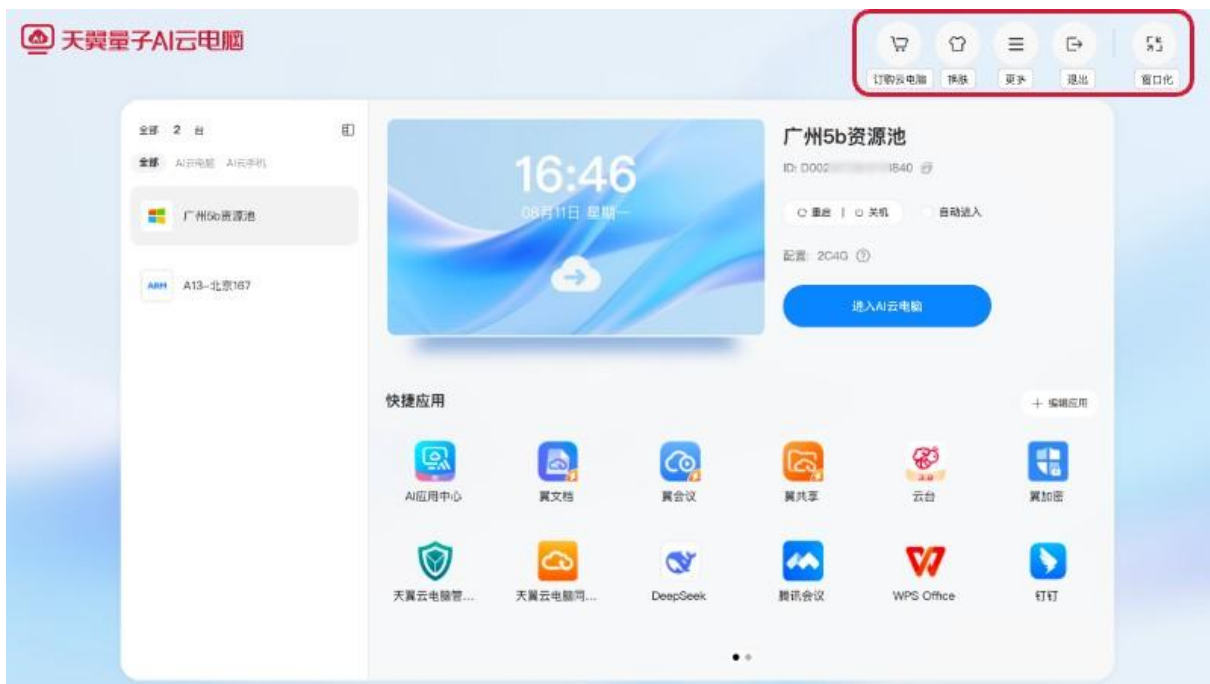 天翼量子AI云电脑
订购云电脑 换肤 更多 退出 窗口化
全部 2 台
全部 AI云电脑 AI云手机
广州5b资源池
ARM A13-北京167
16:46
08月11日 星期一
广州5b资源池
ID: D002 1840
重启 | 关机 自动进入
配置: 2C4G
进入AI云电脑
快捷应用
编辑应用
AI应用中心 翼文档 翼会议 翼共享 云台 翼加密
天翼云电脑管... 天翼云电脑同... DeepSeek 腾讯会议 WPS Office 钉钉